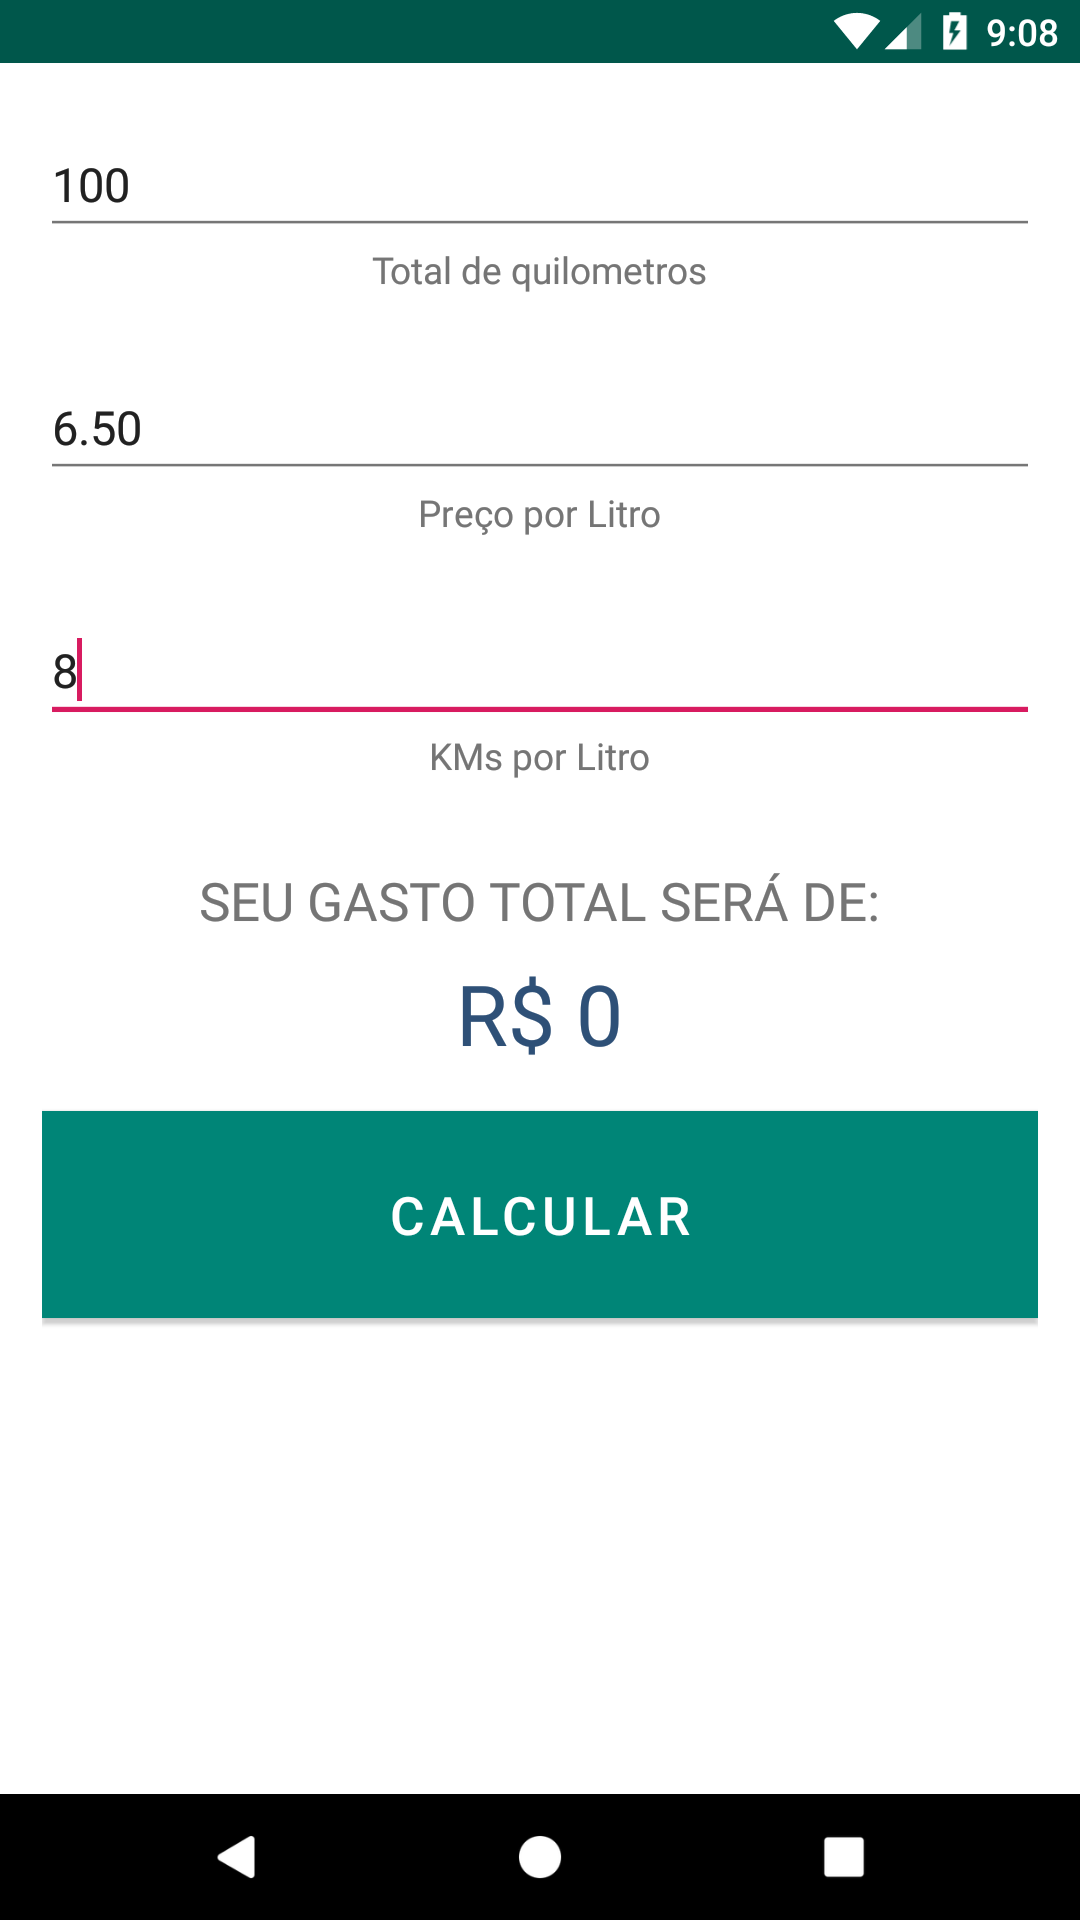 9:08
100
Total de quilometros
6.50
Preço por Litro
8
KMs por Litro
SEU GASTO TOTAL SERÁ DE:
R$ 0
CALCULAR